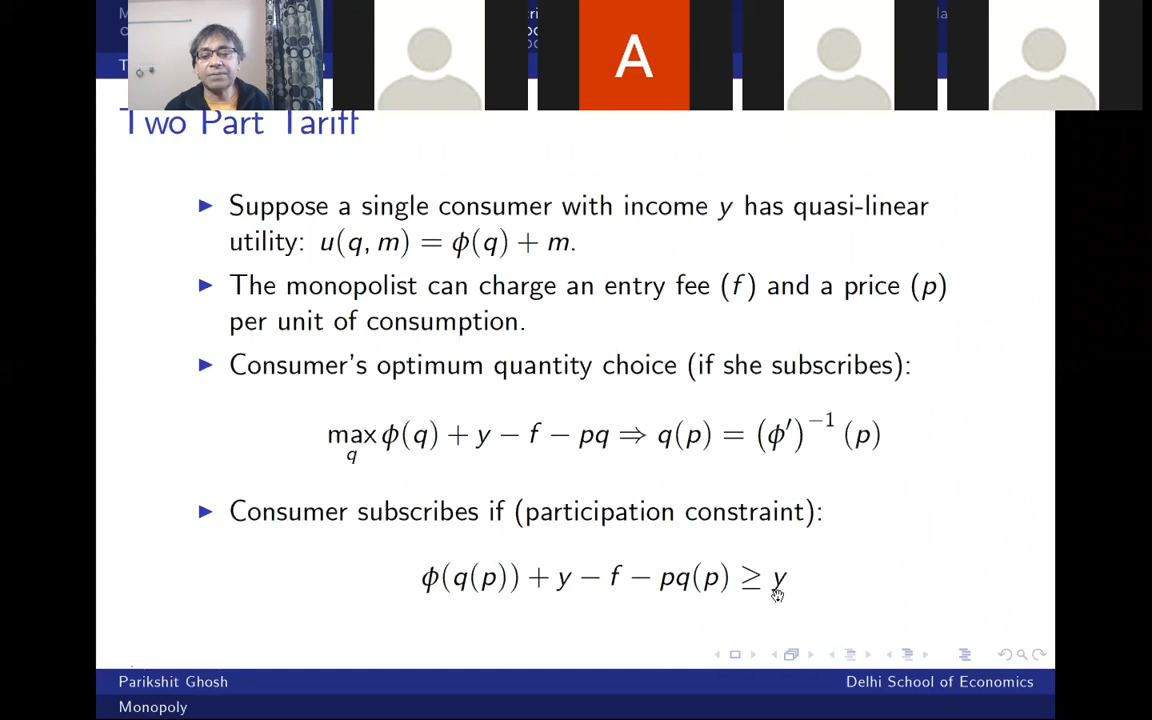 A
Two Part Tariff
▶ Suppose a single consumer with income y has quasi-linear
utility: u(q, m) = ϕ(q) + m.
▶ The monopolist can charge an entry fee (f) and a price (p)
per unit of consumption.
▶ Consumer's optimum quantity choice (if she subscribes):
max ϕ(q) + y − f − pq ⇒ q(p) = (ϕ′)⁻¹ (p)
q
▶ Consumer subscribes if (participation constraint):
ϕ(q(p)) + y − f − pq(p) ≥ y
Parikshit Ghosh
Delhi School of Economics
Monopoly